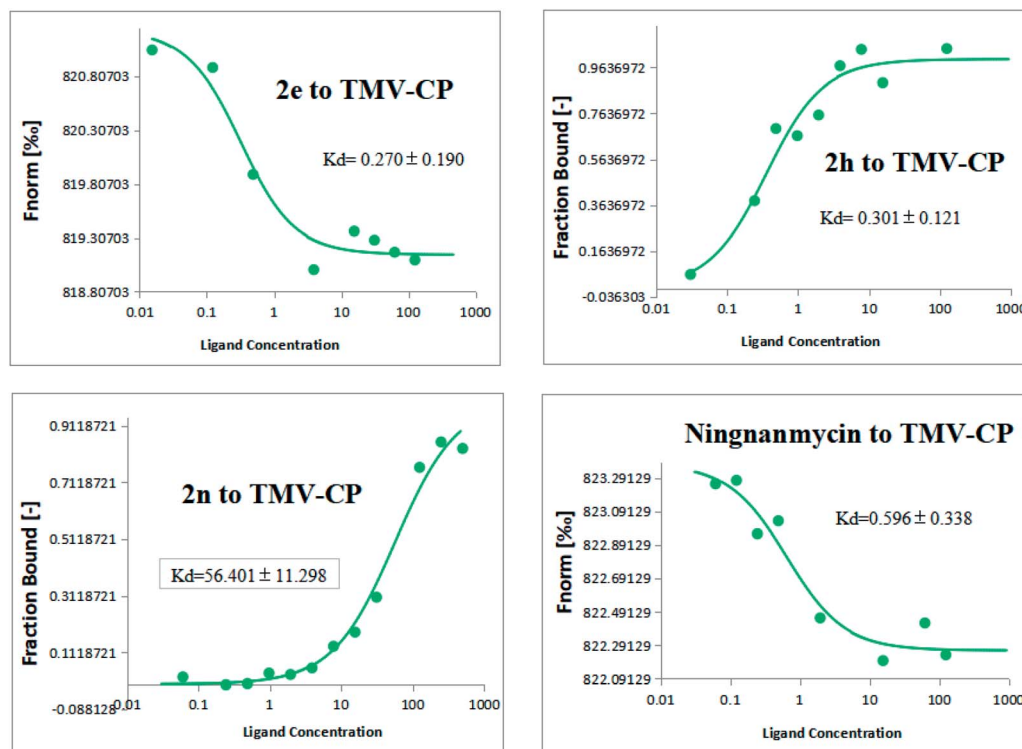 2e to TMV-CP
Kd= 0.270 ± 0.190
Fnorm [‰]
820.80703
820.30703
819.80703
819.30703
818.80703
0.01 0.1 1 10 100 1000
Ligand Concentration
2h to TMV-CP
Kd= 0.301 ± 0.121
Fraction Bound [-]
0.9636972
0.7636972
0.5636972
0.3636972
0.1636972
-0.036303
0.01 0.1 1 10 100 1000
Ligand Concentration
2n to TMV-CP
Kd=56.401 ± 11.298
Fraction Bound [-]
0.9118721
0.7118721
0.5118721
0.3118721
0.1118721
-0.088128
0.01 0.1 1 10 100 1000
Ligand Concentration
Ningnanmycin to TMV-CP
Kd=0.596 ± 0.338
Fnorm [‰]
823.29129
823.09129
822.89129
822.69129
822.49129
822.29129
822.09129
0.01 0.1 1 10 100 1000
Ligand Concentration